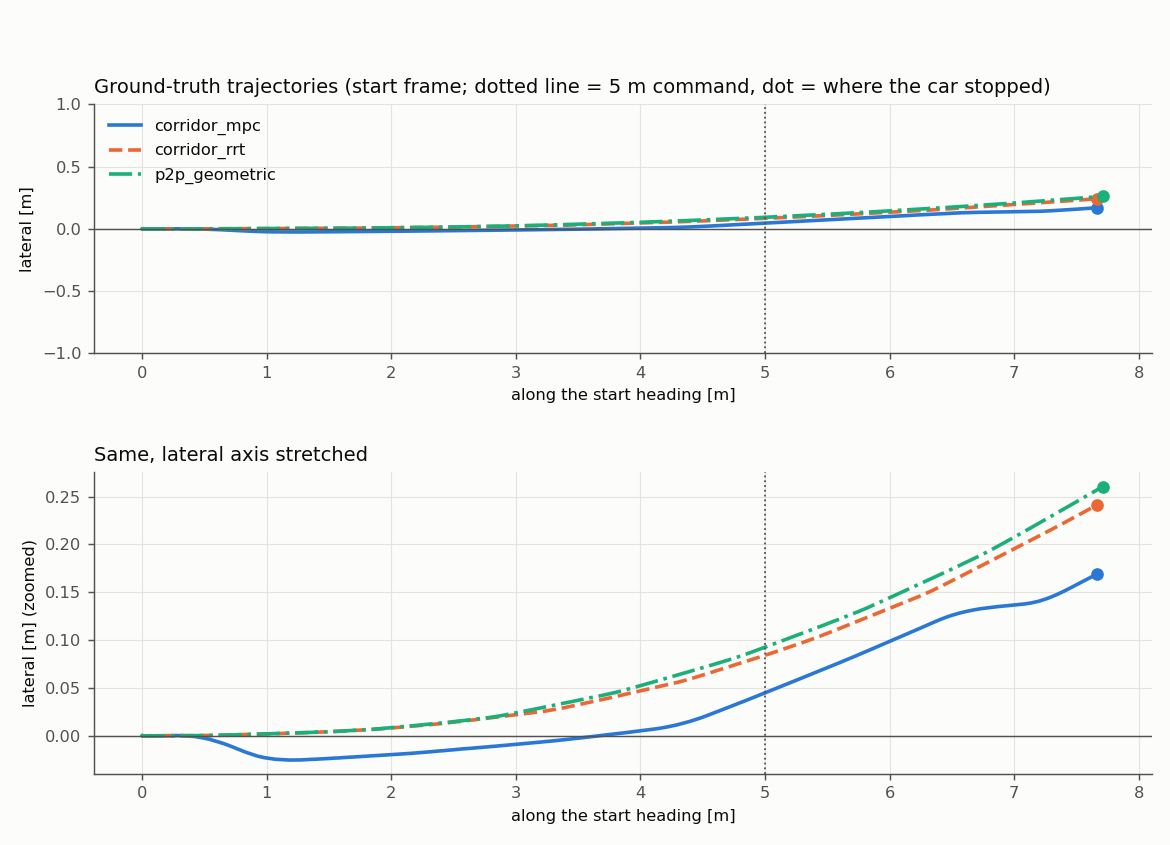 Ground-truth trajectories (start frame; dotted line = 5 m command, dot = where the car stopped)
1.0
0.5
0.0
−0.5
−1.0
lateral [m]
corridor_mpc
corridor_rrt
p2p_geometric
0 1 2 3 4 5 6 7 8
along the start heading [m]
Same, lateral axis stretched
0.25
0.20
0.15
0.10
0.05
0.00
lateral [m] (zoomed)
0 1 2 3 4 5 6 7 8
along the start heading [m]